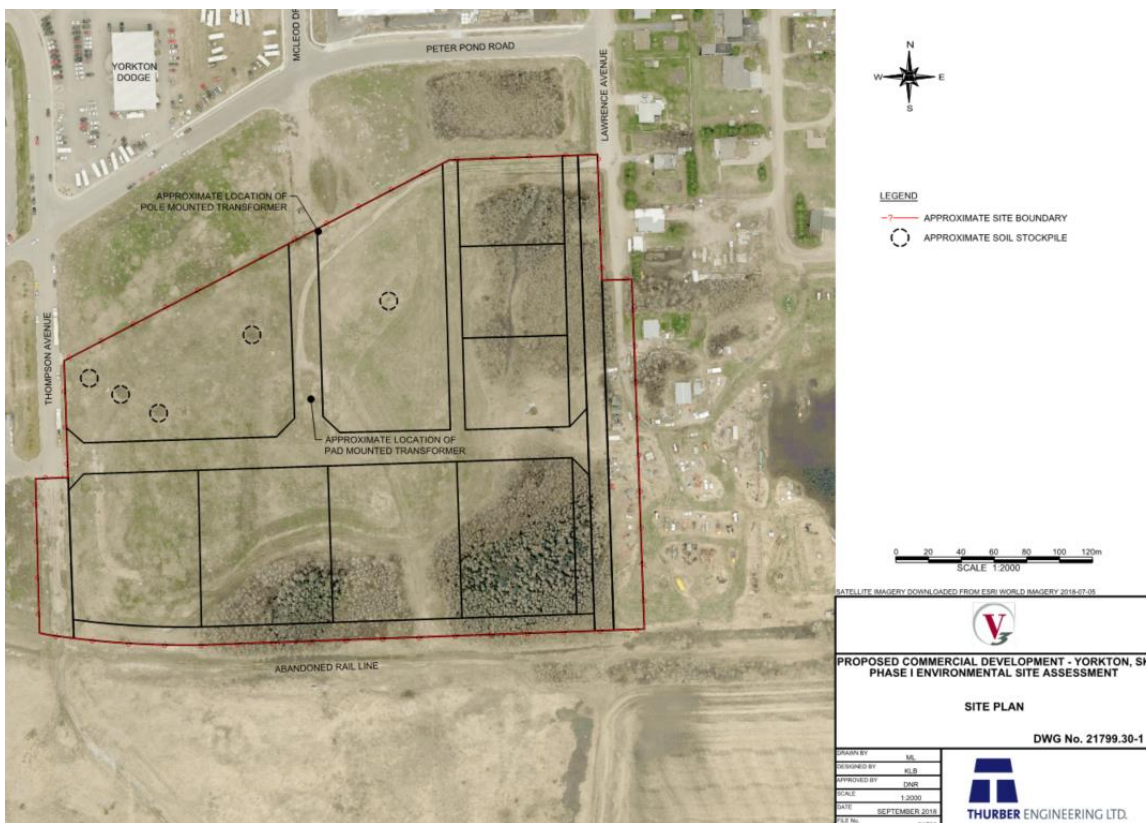 MCLEOD DR
PETER POND ROAD
YORKTON
DODGE
LAWRENCE AVENUE
APPROXIMATE LOCATION OF
POLE MOUNTED TRANSFORMER
THOMPSON AVENUE
APPROXIMATE LOCATION OF
PAD MOUNTED TRANSFORMER
ABANDONED RAIL LINE
N
W E
S
LEGEND
-?- APPROXIMATE SITE BOUNDARY
APPROXIMATE SOIL STOCKPILE
0 20 40 60 80 100 120m
SCALE 1:2000
SATELLITE IMAGERY DOWNLOADED FROM ESRI WORLD IMAGERY 2018-07-05
V3
PROPOSED COMMERCIAL DEVELOPMENT - YORKTON, SK
PHASE I ENVIRONMENTAL SITE ASSESSMENT
SITE PLAN
DWG No. 21799.30-1
DRAWN BY ML
DESIGNED BY KLB
APPROVED BY DNR
SCALE 1:2000
DATE SEPTEMBER 2018
FILE No.
THURBER ENGINEERING LTD.